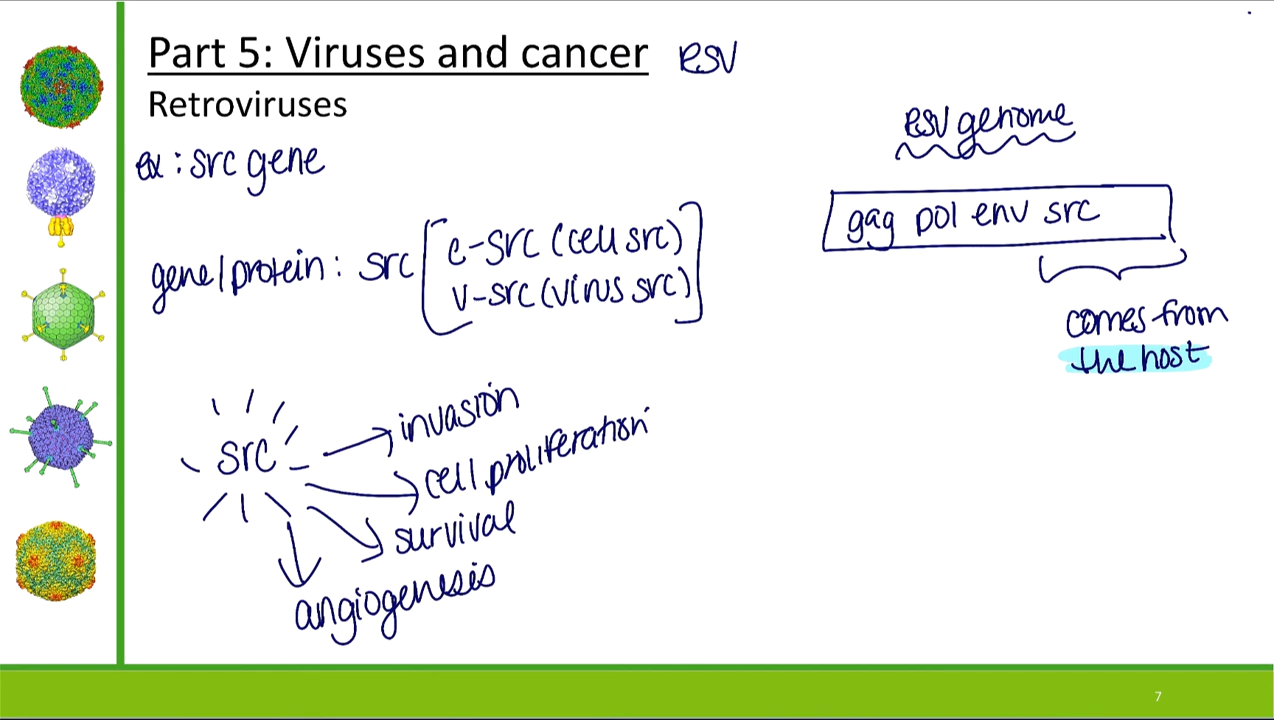 Part 5: Viruses and cancer RSV
Retroviruses
ex: src gene
RSV genome
gag pol env src
comes from
the host
gene/protein: src
c-src (cell src)
v-src (virus src)
src
invasion
cell proliferation
survival
angiogenesis
7